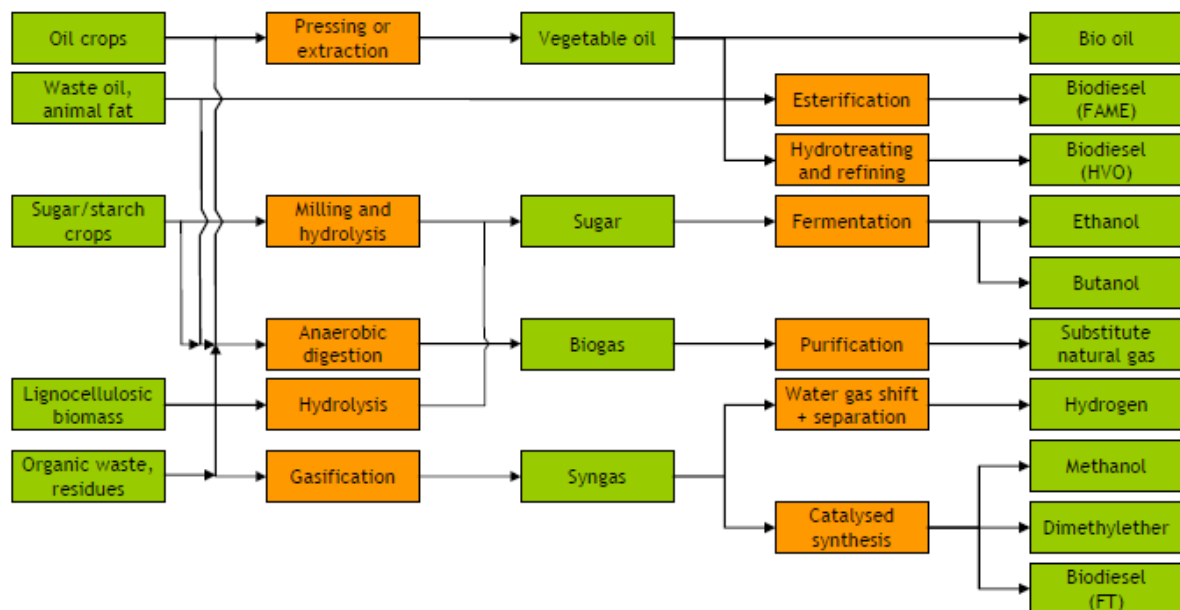 Oil crops
Pressing or
extraction
Vegetable oil
Bio oil
Waste oil,
animal fat
Esterification
Biodiesel
(FAME)
Hydrotreating
and refining
Biodiesel
(HVO)
Sugar/starch
crops
Milling and
hydrolysis
Sugar
Fermentation
Ethanol
Butanol
Anaerobic
digestion
Biogas
Purification
Substitute
natural gas
Lignocellulosic
biomass
Hydrolysis
Water gas shift
+ separation
Hydrogen
Organic waste,
residues
Gasification
Syngas
Methanol
Catalysed
synthesis
Dimethylether
Biodiesel
(FT)